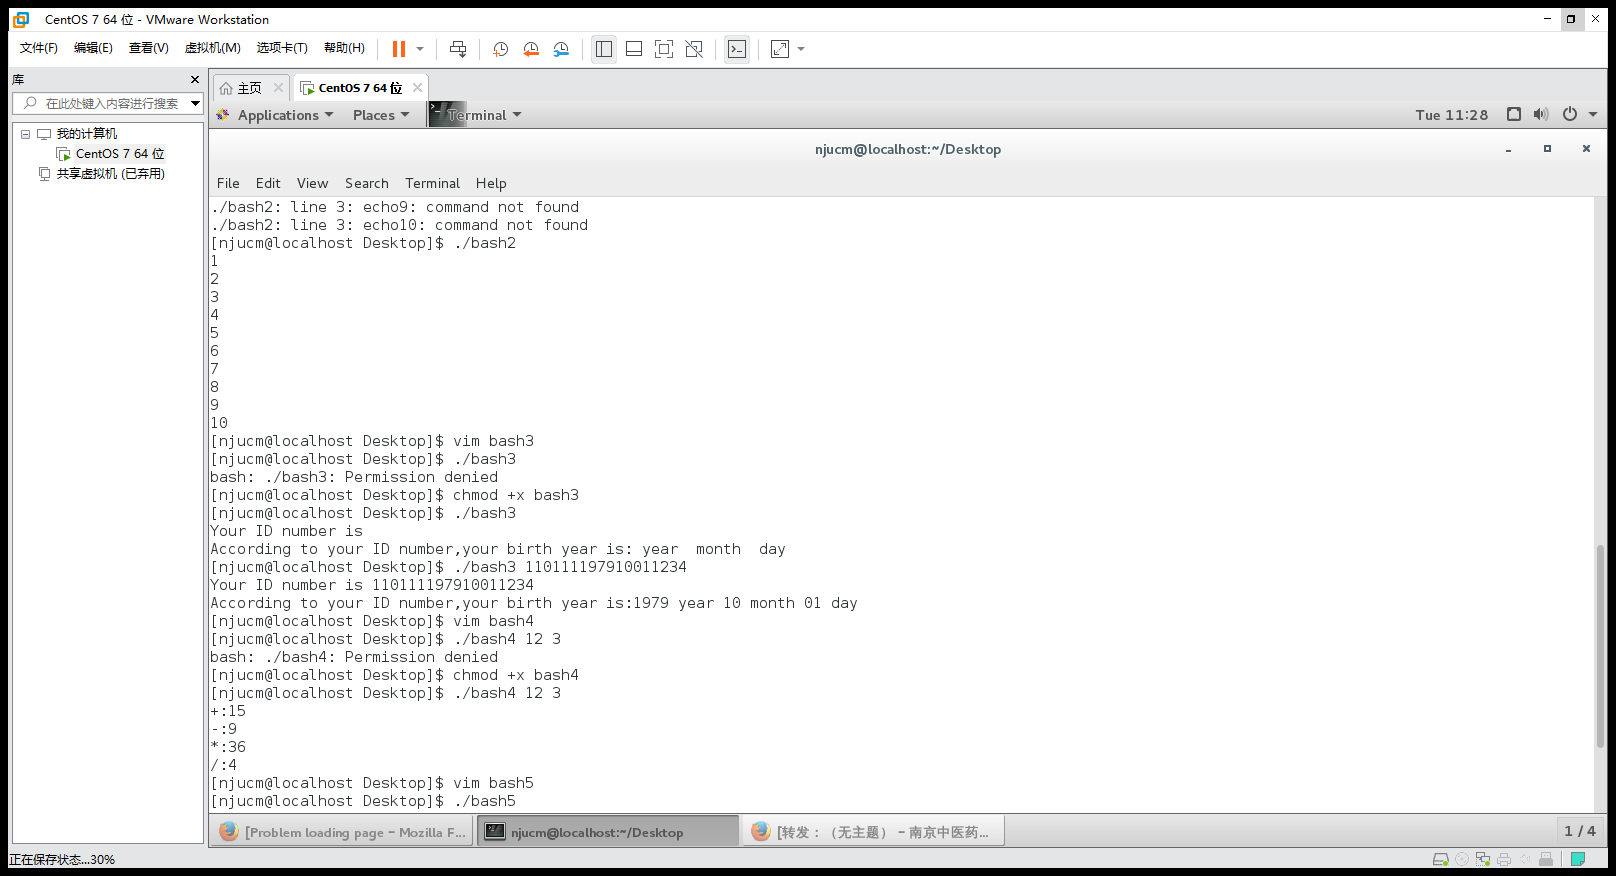 CentOS 7 64 位 - VMware Workstation
文件(F) 编辑(E) 查看(V) 虚拟机(M) 选项卡(T) 帮助(H)
库
在此处键入内容进行搜索
我的计算机
CentOS 7 64 位
共享虚拟机 (已弃用)
主页 CentOS 7 64 位
Applications Places Terminal Tue 11:28
njucm@localhost:~/Desktop
File Edit View Search Terminal Help
./bash2: line 3: echo9: command not found
./bash2: line 3: echo10: command not found
[njucm@localhost Desktop]$ ./bash2
1
2
3
4
5
6
7
8
9
10
[njucm@localhost Desktop]$ vim bash3
[njucm@localhost Desktop]$ ./bash3
bash: ./bash3: Permission denied
[njucm@localhost Desktop]$ chmod +x bash3
[njucm@localhost Desktop]$ ./bash3
Your ID number is
According to your ID number,your birth year is: year  month  day
[njucm@localhost Desktop]$ ./bash3 110111197910011234
Your ID number is 110111197910011234
According to your ID number,your birth year is:1979 year 10 month 01 day
[njucm@localhost Desktop]$ vim bash4
[njucm@localhost Desktop]$ ./bash4 12 3
bash: ./bash4: Permission denied
[njucm@localhost Desktop]$ chmod +x bash4
[njucm@localhost Desktop]$ ./bash4 12 3
+:15
-:9
*:36
/:4
[njucm@localhost Desktop]$ vim bash5
[njucm@localhost Desktop]$ ./bash5
[Problem loading page – Mozilla F... njucm@localhost:~/Desktop [转发：（无主题） – 南京中医药... 1 / 4
正在保存状态...30%